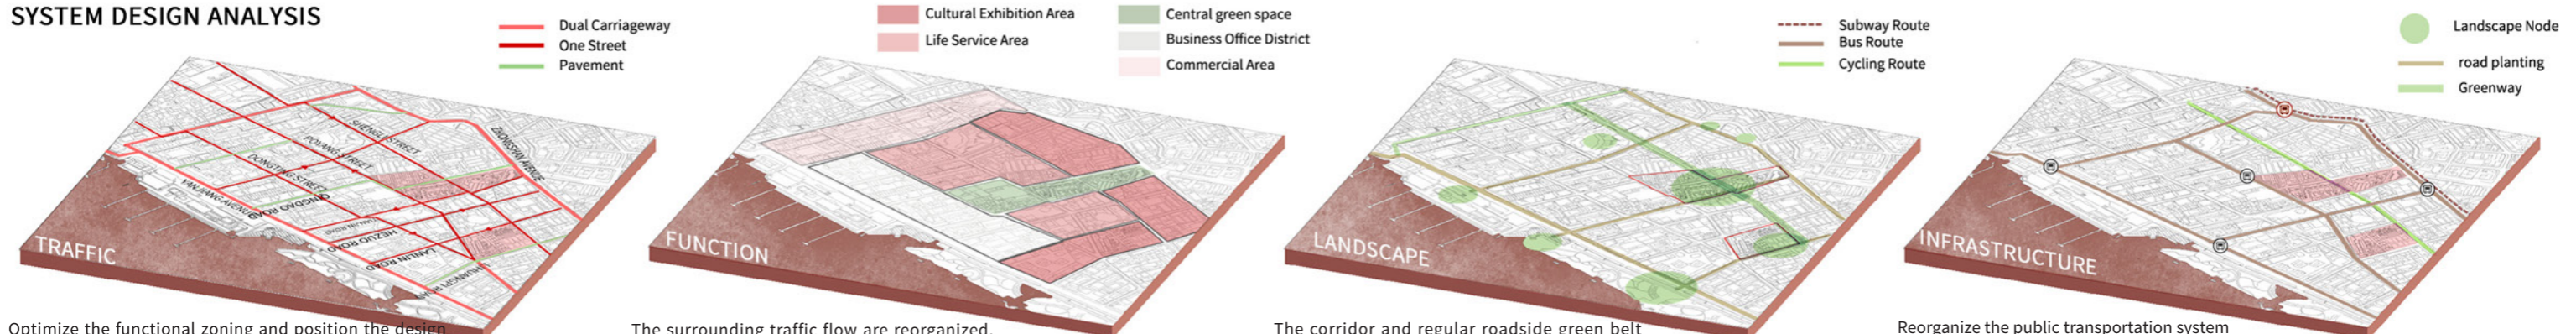 SYSTEM DESIGN ANALYSIS
Dual Carriageway
One Street
Pavement
Cultural Exhibition Area
Life Service Area
Central green space
Business Office District
Commercial Area
Subway Route
Bus Route
Cycling Route
Landscape Node
road planting
Greenway
SHENGLI STREET
ZHONGSHAN AVENUE
POYANG STREET
DONGTING STREET
YANJIANG AVENUE
QINGDAO ROAD
HEZUO ROAD
LANLIN ROAD
TRAFFIC
FUNCTION
LANDSCAPE
INFRASTRUCTURE
Optimize the functional zoning and position the design
The surrounding traffic flow are reorganized,
The corridor and regular roadside green belt
Reorganize the public transportation system